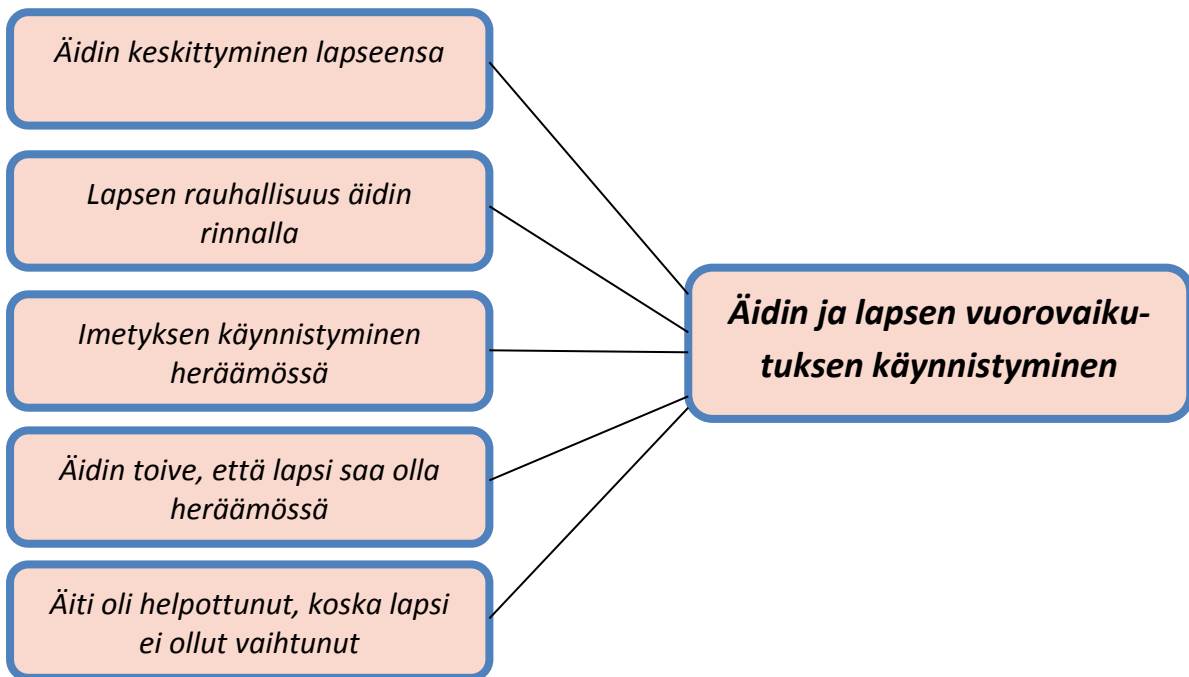 Äidin keskittyminen lapseensa
Lapsen rauhallisuus äidin
rinnalla
Imetyksen käynnistyminen
heräämössä
Äidin toive, että lapsi saa olla
heräämössä
Äiti oli helpottunut, koska lapsi
ei ollut vaihtunut
Äidin ja lapsen vuorovaiku-
tuksen käynnistyminen